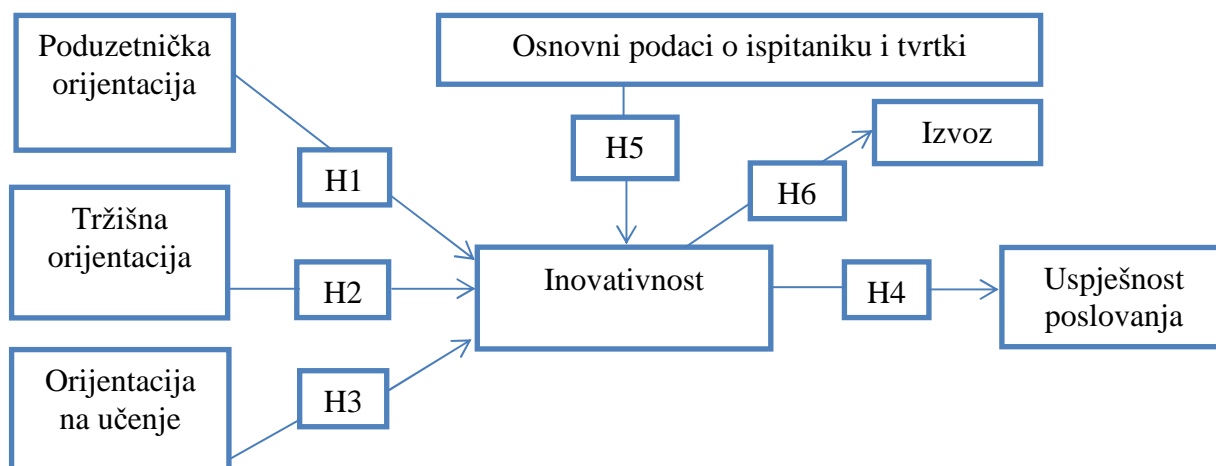 Poduzetnička
orijentacija
Osnovni podaci o ispitaniku i tvrtki
Izvoz
H5
H1
H6
Tržišna
orijentacija
Inovativnost
H2
H4
Uspješnost
poslovanja
Orijentacija
na učenje
H3